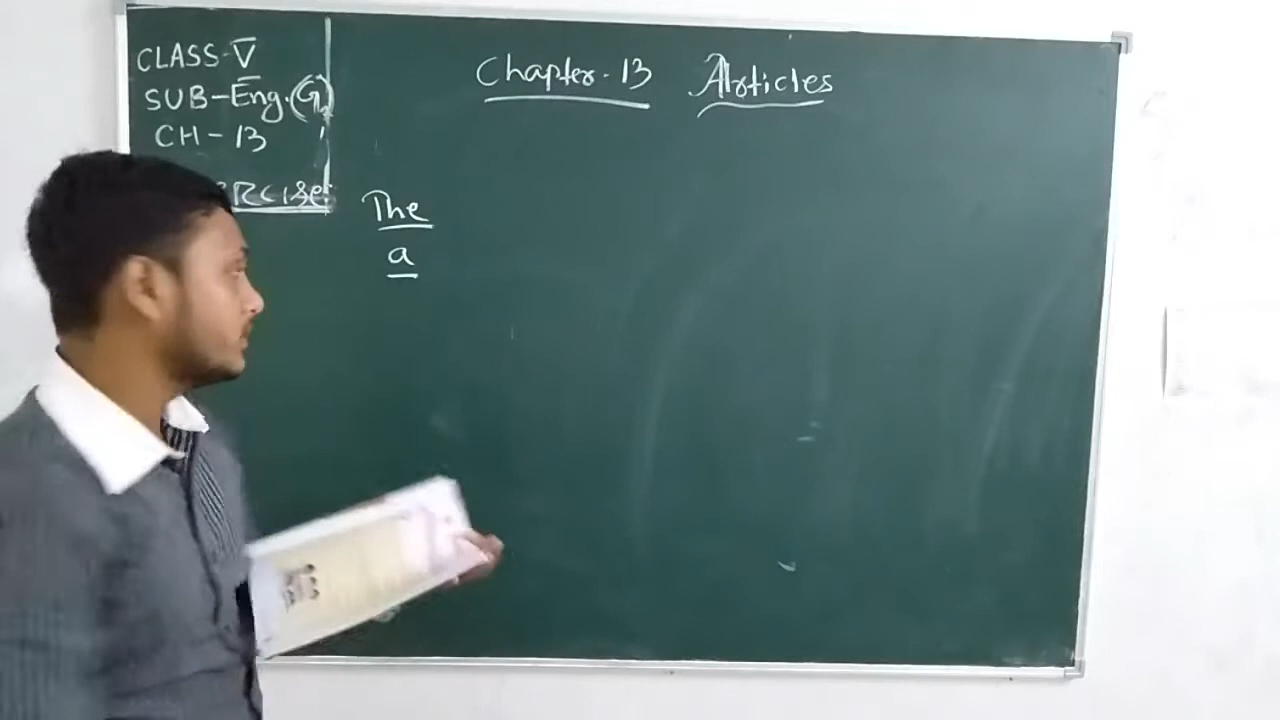 CLASS-V
SUB-Eng.(G)
CH-13
Chapter-13 Articles
The
a